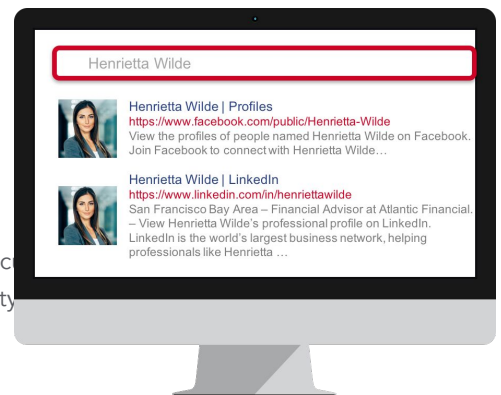 Henrietta Wilde
Henrietta Wilde | Profiles
https://www.facebook.com/public/Henrietta-Wilde
View the profiles of people named Henrietta Wilde on Facebook.
Join Facebook to connect with Henrietta Wilde…
Henrietta Wilde | LinkedIn
https://www.linkedin.com/in/henriettawilde
San Francisco Bay Area – Financial Advisor at Atlantic Financial.
– View Henrietta Wilde's professional profile on LinkedIn.
LinkedIn is the world's largest business network, helping
professionals like Henrietta …